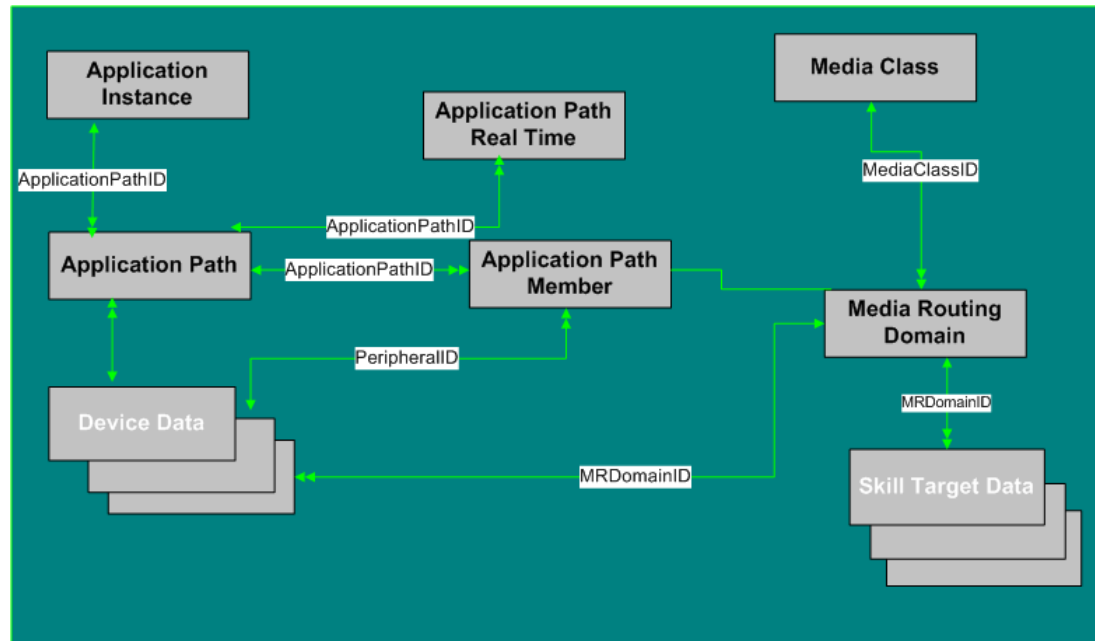 Application
Instance
Media Class
Application Path
Real Time
MediaClassID
ApplicationPathID
ApplicationPathID
Application Path
ApplicationPathID
Application Path
Member
Media Routing
Domain
PeripheralID
MRDomainID
Device Data
MRDomainID
Skill Target Data